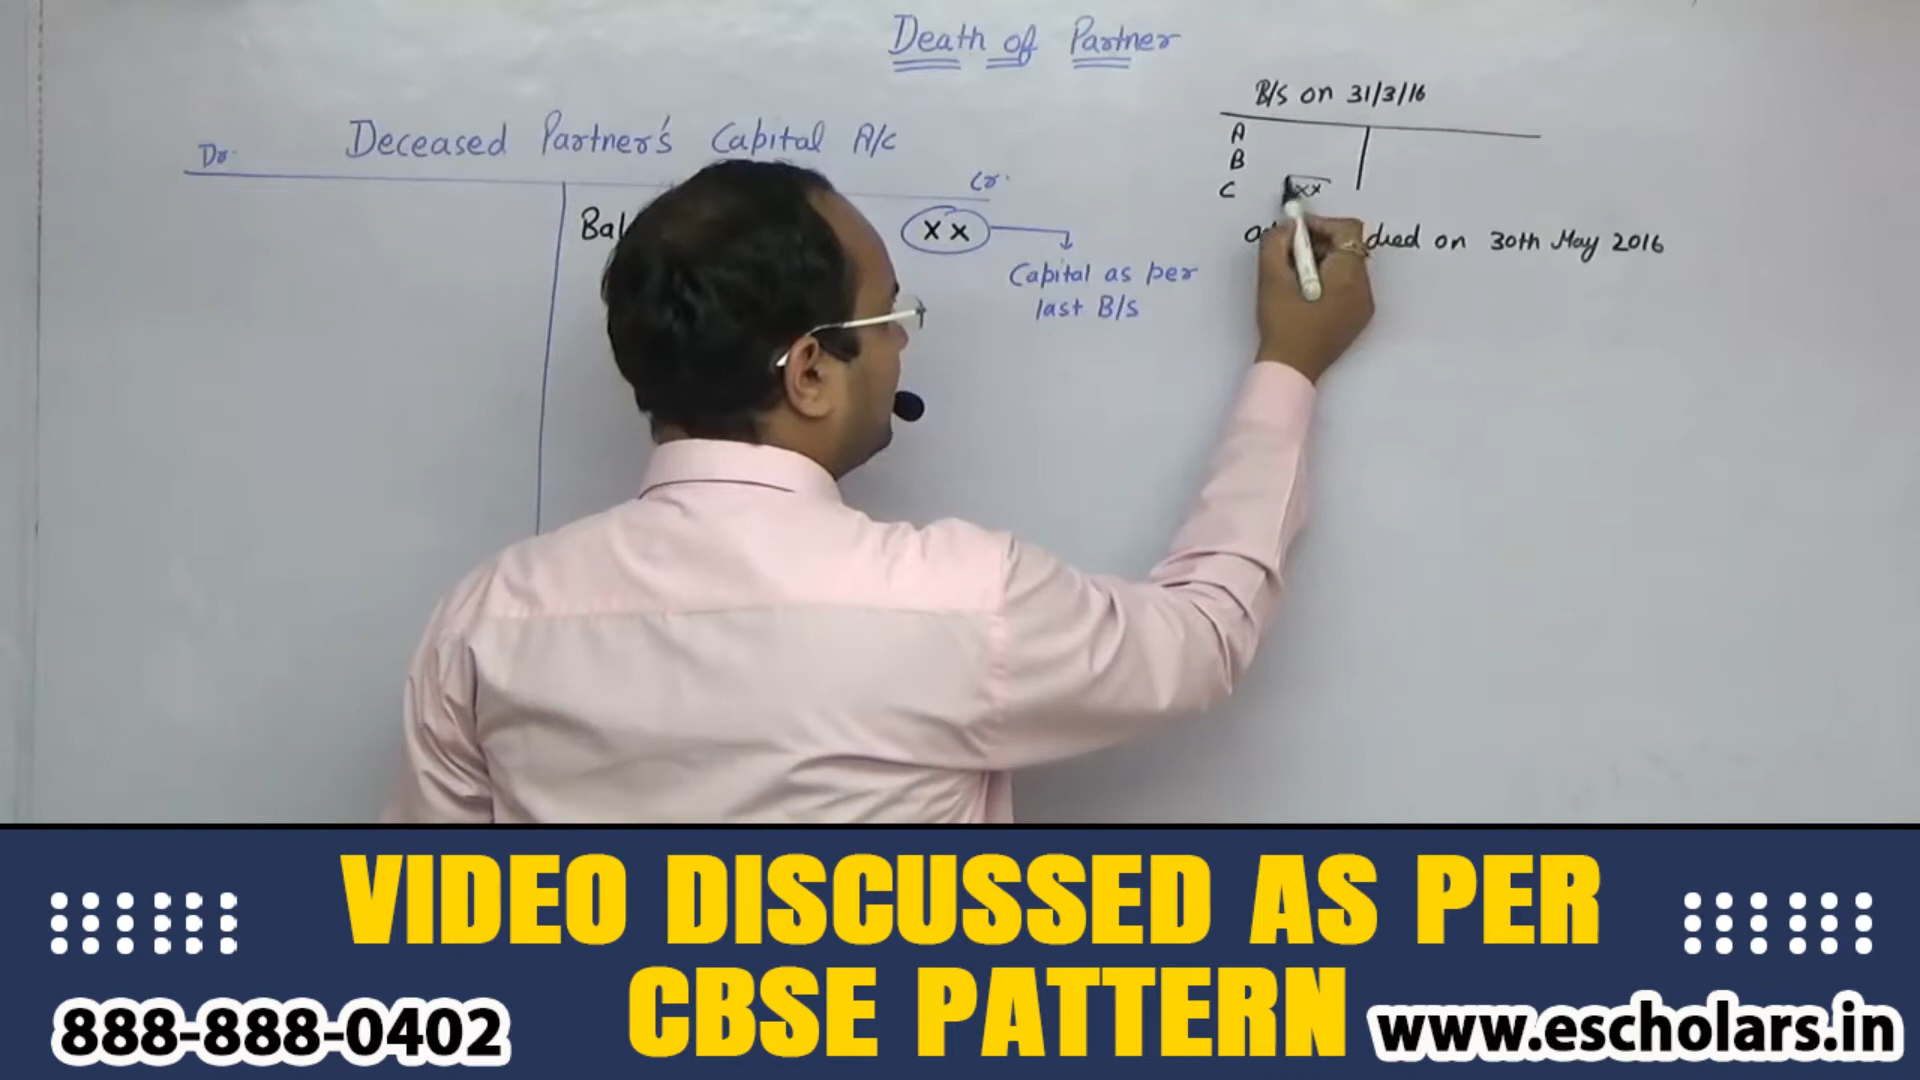 Death of Partner
B/s on 31/3/16
A
B
C xx
Deceased Partner's Capital A/c
Dr.
Cr.
Bal
xx
Capital as per
last B/s
died on 30th May 2016
VIDEO DISCUSSED AS PER
CBSE PATTERN
888-888-0402
www.escholars.in